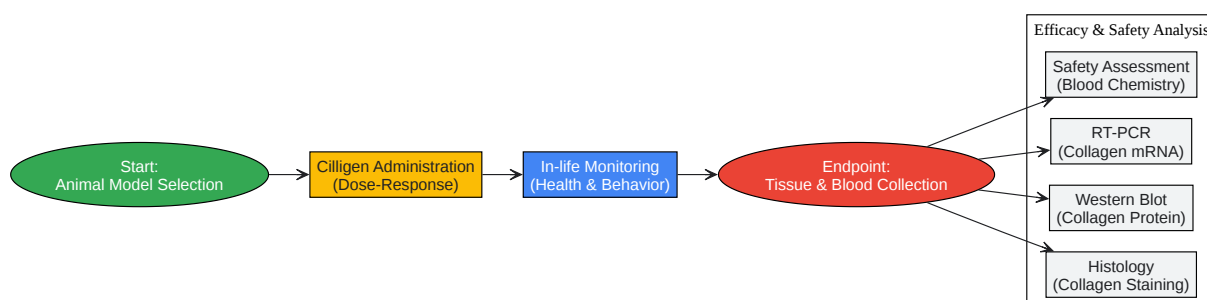 Efficacy & Safety Analysis
Safety Assessment
(Blood Chemistry)
RT-PCR
(Collagen mRNA)
Start:
Animal Model Selection
Cilligen Administration
(Dose-Response)
In-life Monitoring
(Health & Behavior)
Endpoint:
Tissue & Blood Collection
Western Blot
(Collagen Protein)
Histology
(Collagen Staining)